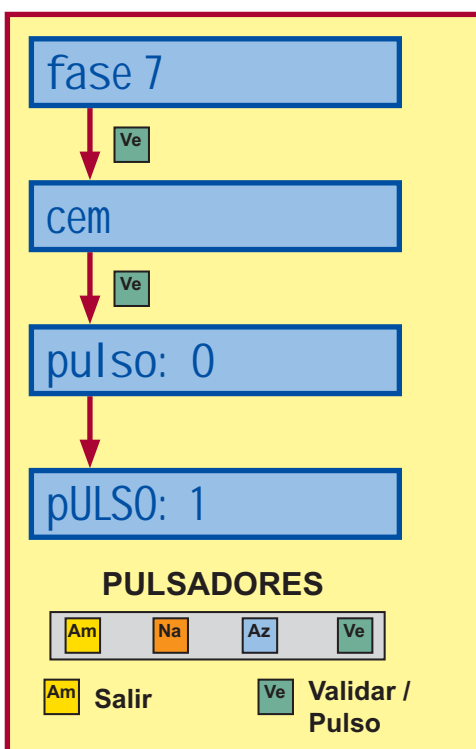 fase 7
Ve
cem
Ve
pulso: 0
pULSO: 1
PULSADORES
Am Na Az Ve
Am Salir Ve Validar /
Pulso